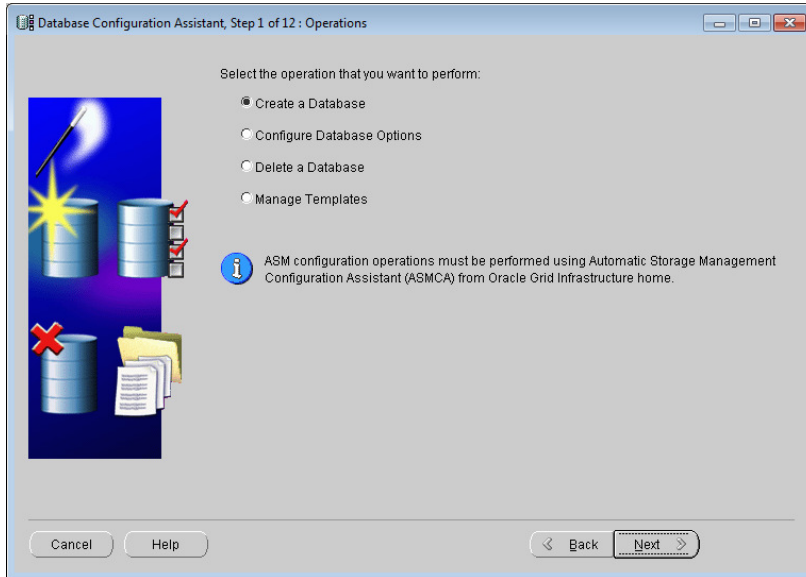 Database Configuration Assistant, Step 1 of 12 : Operations
Select the operation that you want to perform:
Create a Database
Configure Database Options
Delete a Database
Manage Templates
ASM configuration operations must be performed using Automatic Storage Management
Configuration Assistant (ASMCA) from Oracle Grid Infrastructure home.
Cancel
Help
Back
Next